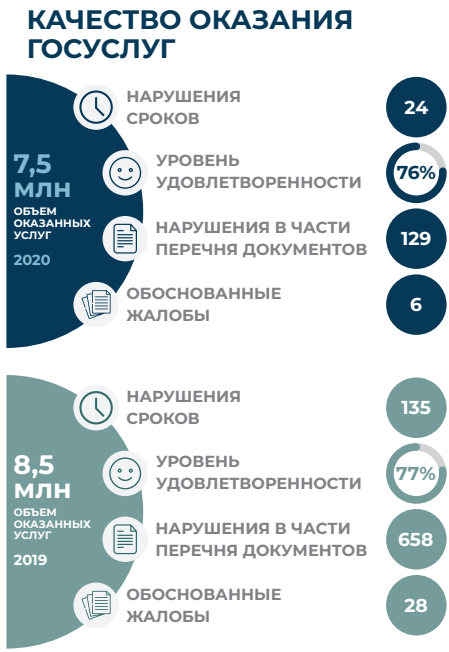 КАЧЕСТВО ОКАЗАНИЯ
ГОСУСЛУГ
7,5
МЛН
ОБЪЕМ
ОКАЗАННЫХ
УСЛУГ
2020
НАРУШЕНИЯ
СРОКОВ
24
УРОВЕНЬ
УДОВЛЕТВОРЕННОСТИ
76%
НАРУШЕНИЯ В ЧАСТИ
ПЕРЕЧНЯ ДОКУМЕНТОВ
129
ОБОСНОВАННЫЕ
ЖАЛОБЫ
6
8,5
МЛН
ОБЪЕМ
ОКАЗАННЫХ
УСЛУГ
2019
НАРУШЕНИЯ
СРОКОВ
135
УРОВЕНЬ
УДОВЛЕТВОРЕННОСТИ
77%
НАРУШЕНИЯ В ЧАСТИ
ПЕРЕЧНЯ ДОКУМЕНТОВ
658
ОБОСНОВАННЫЕ
ЖАЛОБЫ
28